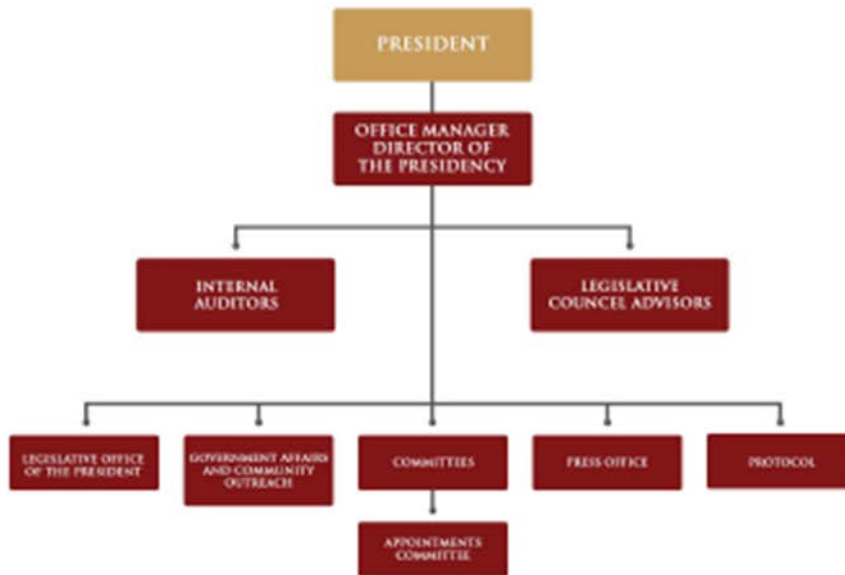 PRESIDENT
OFFICE MANAGER
DIRECTOR OF
THE PRESIDENCY
INTERNAL
AUDITORS
LEGISLATIVE
COUNCEL ADVISORS
LEGISLATIVE OFFICE
OF THE PRESIDENT
GOVERNMENT AFFAIRS
AND COMMUNITY
OUTREACH
COMMITTEES
PRESS OFFICE
PROTOCOL
APPOINTMENTS
COMMITTEE